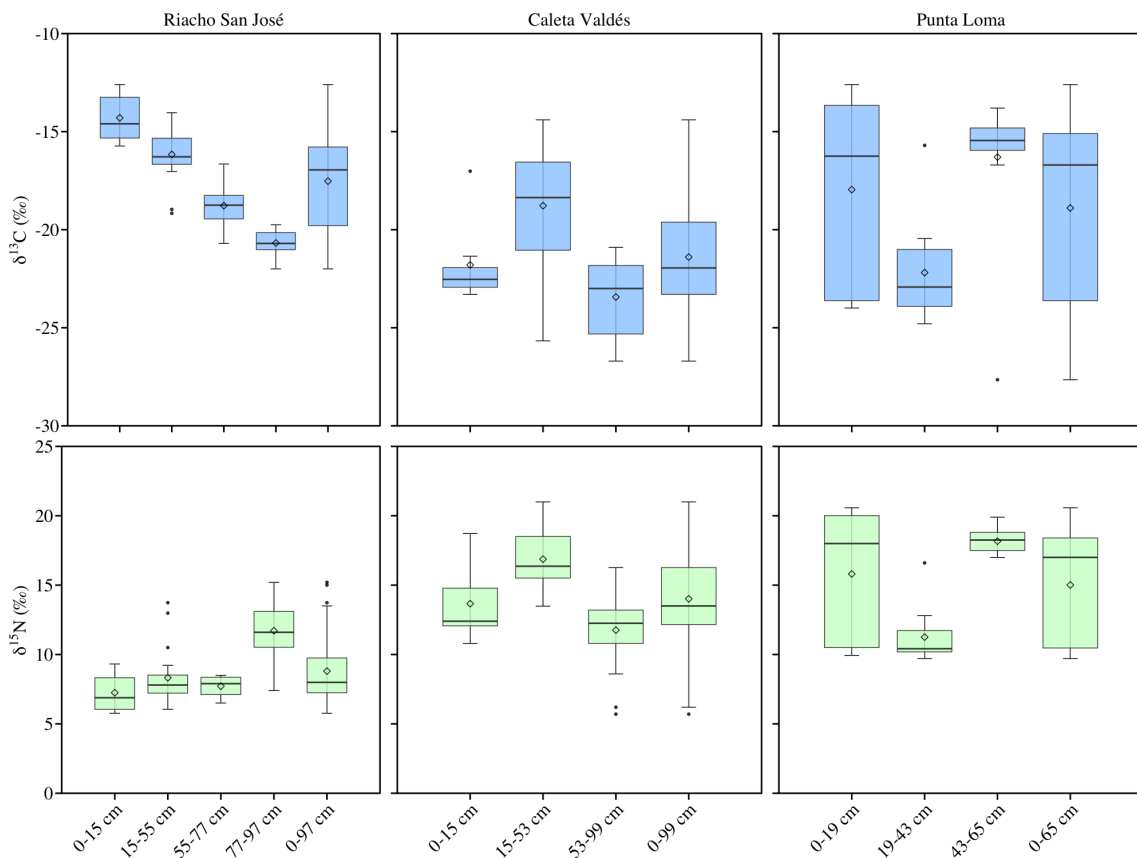 Riacho San José
Caleta Valdés
Punta Loma
δ¹³C (‰)
-10
-15
-20
-25
-30
δ¹⁵N (‰)
25
20
15
10
5
0
0-15 cm
15-55 cm
55-77 cm
77-97 cm
0-97 cm
0-15 cm
15-53 cm
53-99 cm
0-99 cm
0-19 cm
19-43 cm
43-65 cm
0-65 cm